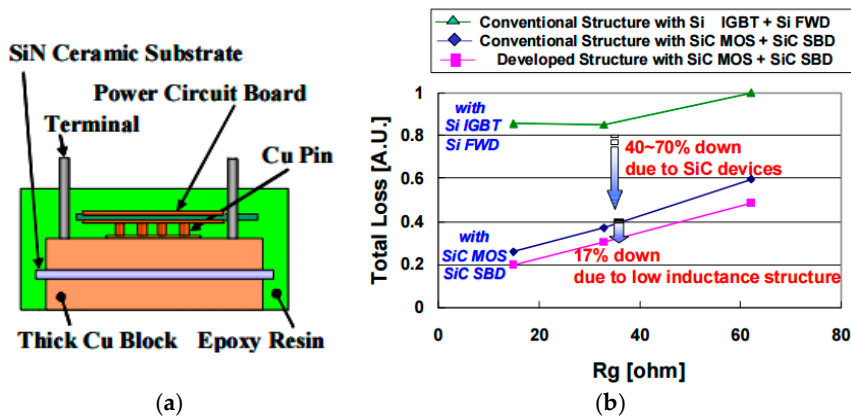 SiN Ceramic Substrate
Power Circuit Board
Terminal
Cu Pin
Thick Cu Block
Epoxy Resin
(a)
Conventional Structure with Si IGBT + Si FWD
Conventional Structure with SiC MOS + SiC SBD
Developed Structure with SiC MOS + SiC SBD
Total Loss [A.U.]
1
0.8
0.6
0.4
0.2
0
with
Si IGBT
Si FWD
40~70% down
due to SiC devices
with
SiC MOS
SiC SBD
17% down
due to low inductance structure
0
20
40
60
80
Rg [ohm]
(b)